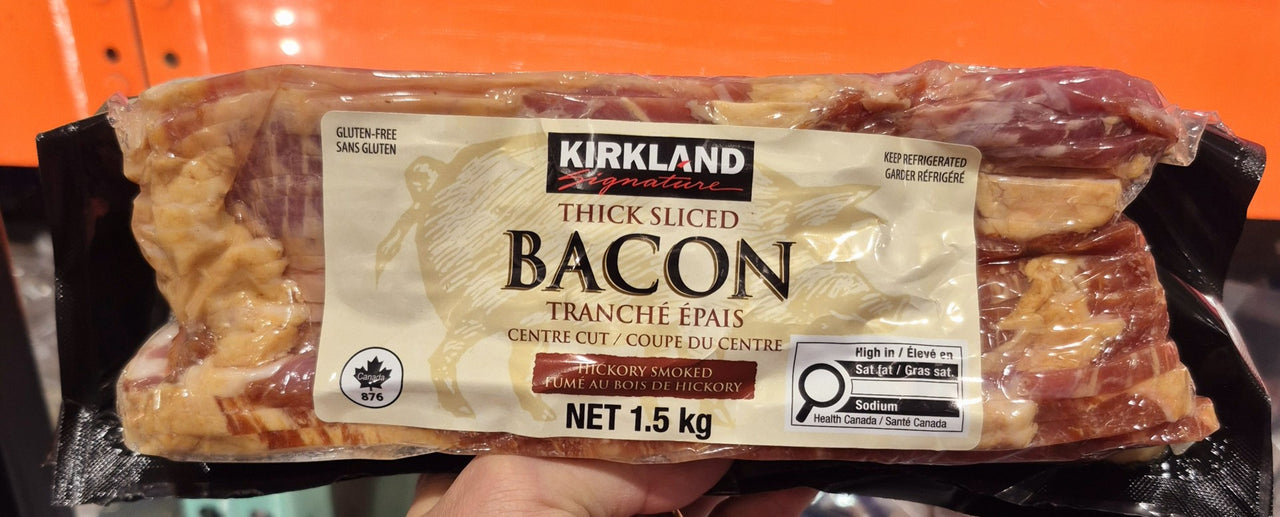 GLUTEN-FREE
SANS GLUTEN
KIRKLAND
Signature
KEEP REFRIGERATED
GARDER RÉFRIGÉRÉ
THICK SLICED
BACON
TRANCHÉ ÉPAIS
CENTRE CUT / COUPE DU CENTRE
HICKORY SMOKED
FUMÉ AU BOIS DE HICKORY
NET 1.5 kg
Canada
876
High in / Élevé en
Sat fat / Gras sat.
Sodium
Health Canada / Santé Canada